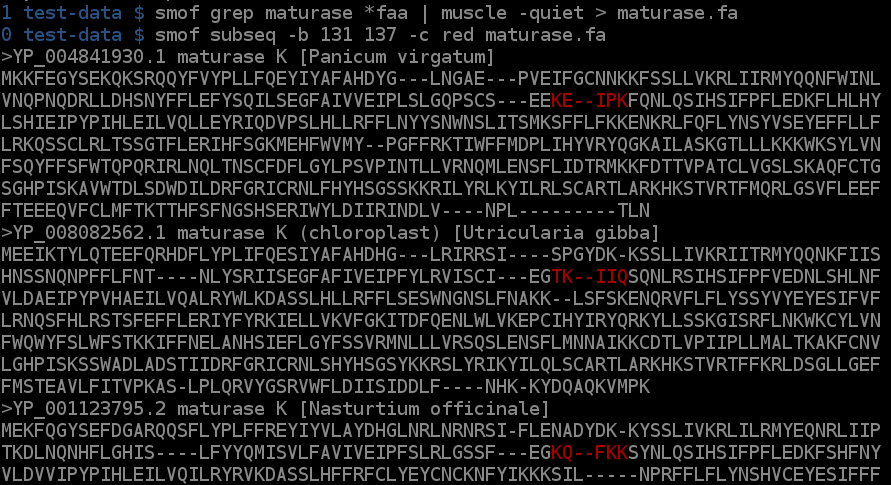 1 test-data $ smof grep maturase *faa | muscle -quiet > maturase.fa
0 test-data $ smof subseq -b 131 137 -c red maturase.fa
>YP_004841930.1 maturase K [Panicum virgatum]
MKKFEGYSEKQKSRQQYFVYPLLFQEYIYAFAHDYG---LNGAE---PVEIFGCNNKKFSSLLVKRLIIRMYQQNFWINL
VNQPNQDRLLDHSNYFFLEFYSQILSEGFAIVVEIPLSLGQPSCS---EEKE--IPKFQNLQSIHSIFPFLEDKFLHLHY
LSHIEIPYPIHLEILVQLLEYRIQDVPSLHLLRFFLNYYSNWNSLITSMKSFFLFKKENKRLFQFLYNSYVSEYEFFLLF
LRKQSSCLRLTSSGTFLERIHFSGKMEHFWVMY--PGFFRKTIWFFMDPLIHYVRYQGKAILASKGTLLLKKKWKSYLVN
FSQYFFSFWTQPQRIRLNQLTNSCFDFLGYLPSVPINTLLVRNQMLENSFLIDTRMKKFDTTVPATCLVGSLSKAQFCTG
SGHPISKAVWTDLSDWDILDRFGRICRNLFHYHSGSSKKRILYRLKYILRLSCARTLARKHKSTVRTFMQRLGSVFLEEF
FTEEEQVFCLMFTKTTHFSFNGSHSERIWYLDIIRINDLV----NPL---------TLN
>YP_008082562.1 maturase K (chloroplast) [Utricularia gibba]
MEEIKTYLQTEEFQRHDFLYPLIFQESIYAFAHDHG---LRIRRSI----SPGYDK-KSSLLIVKRIITRMYQQNKFIIS
HNSSNQNPFFLFNT----NLYSRIISEGFAFIVEIPFYLRVISCI---EGTK--IIQSQNLRSIHSIFPFVEDNLSHLNF
VLDAEIPYPVHAEILVQALRYWLKDASSLHLLRFFLSESWNGNSLFNAKK--LSFSKENQRVFLFLYSSYVYEYESIFVF
LRNQSFHLRSTSFEFFLERIYFYRKIELLVKVFGKITDFQENLWLVKEPCIHYIRYQRKYLLSSKGISRFLNKWKCYLVN
FWQWYFSLWFSTKKIFFNELANHSIEFLGYFSSVRMNLLLVRSQSLENSFLMNNAIKKCDTLVPIIPLLMALTKAKFCNV
LGHPISKSSWADLADSTIIDRFGRICRNLSHYHSGSYKKRSLYRIKYILQLSCARTLARKHKSTVRTFFKRLDSGLLGEF
FMSTEAVLFITVPKAS-LPLQRVYGSRVWFLDIISIDDLF----NHK-KYDQAQKVMPK
>YP_001123795.2 maturase K [Nasturtium officinale]
MEKFQGYSEFDGARQQSFLYPLFFREYIYVLAYDHGLNRLNRNRSI-FLENADYDK-KYSSLIVKRLILRMYEQNRLIIP
TKDLNQNHFLGHIS----LFYYQMISVLFAVIVEIPFSLRLGSSF---EGKQ--FKKSYNLQSIHSIFPFLEDKFSHFNY
VLDVVIPYPIHLEILVQILRYRVKDASSLHFFRFCLYEYCNCKNFYIKKKSIL-----NPRFFLFLYNSHVCEYESIFFF